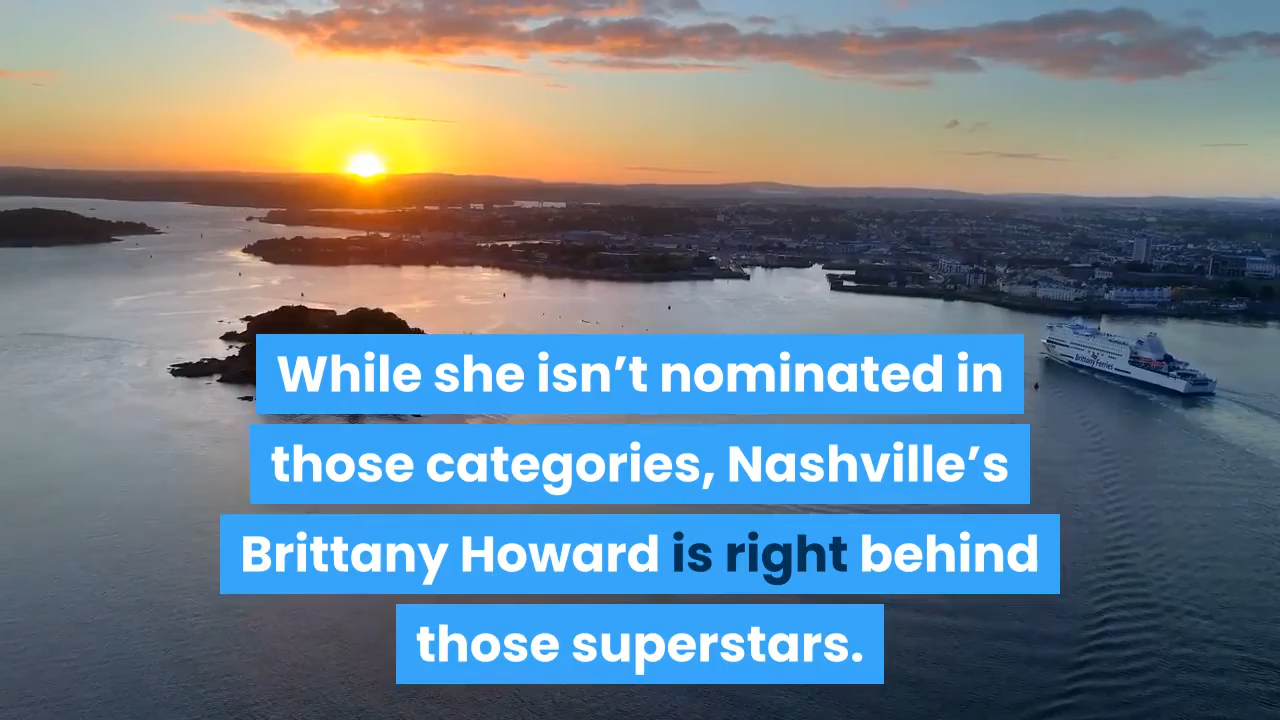 While she isn’t nominated in
those categories, Nashville’s
Brittany Howard is right behind
those superstars.
Brittany Ferries